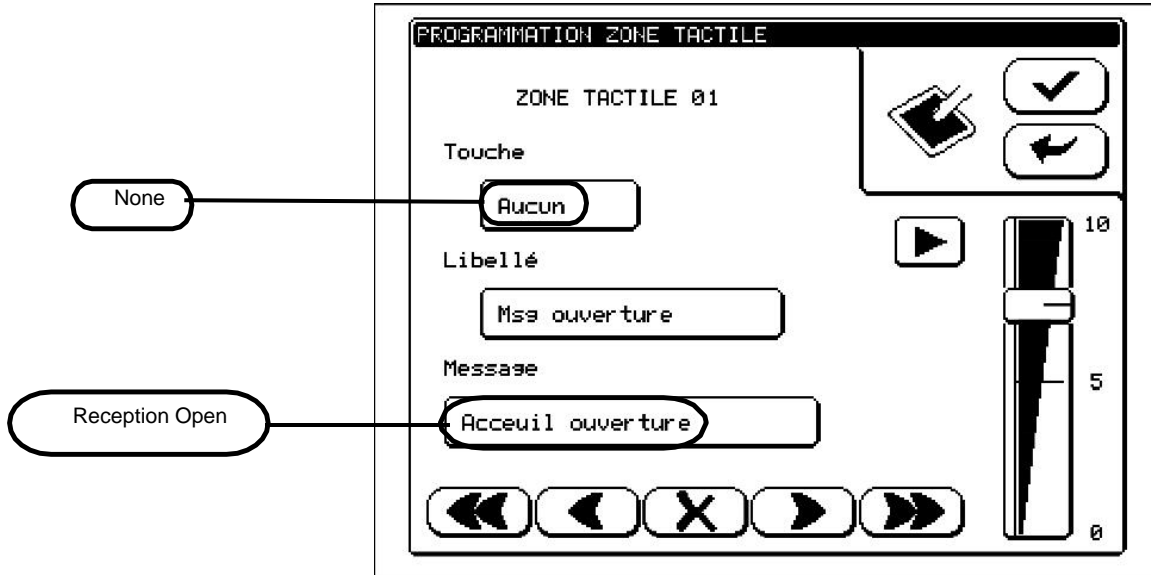 PROGRAMMATION ZONE TACTILE
ZONE TACTILE 01
Touche
None
Aucun
10
Libellé
Msg ouverture
Message
5
Reception Open
Acceuil ouverture
0